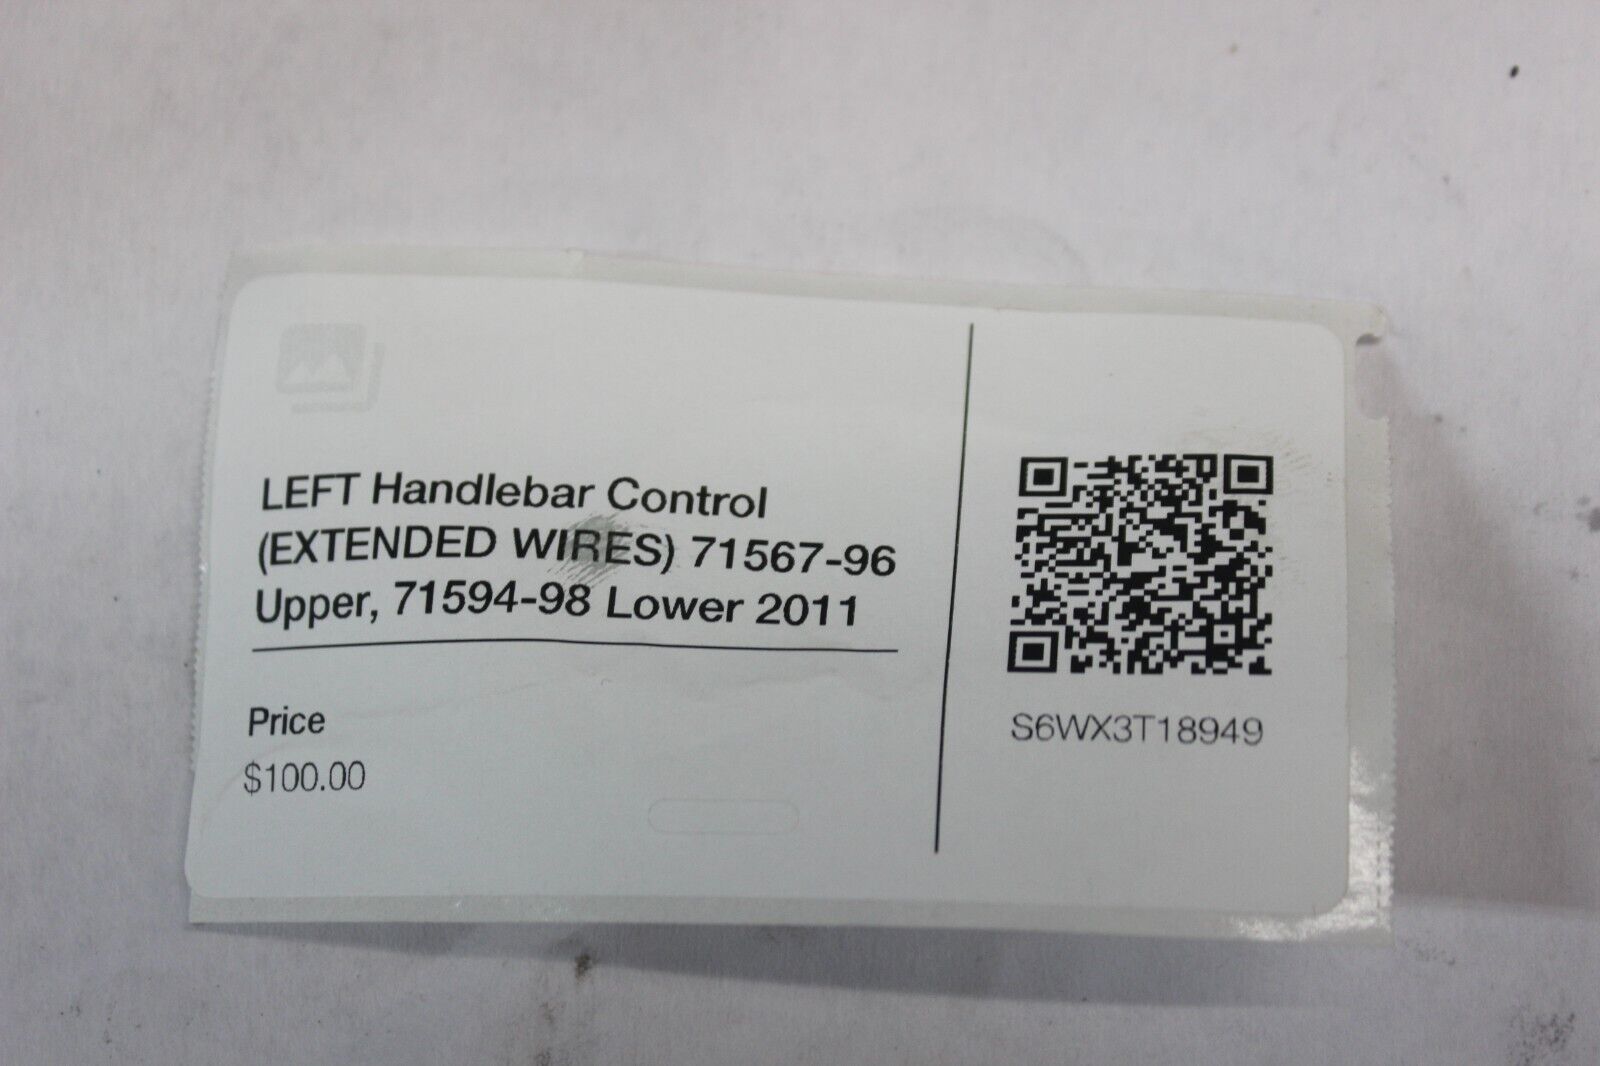 LEFT Handlebar Control
(EXTENDED WIRES) 71567-96
Upper, 71594-98 Lower 2011
Price
$100.00
S6WX3T18949